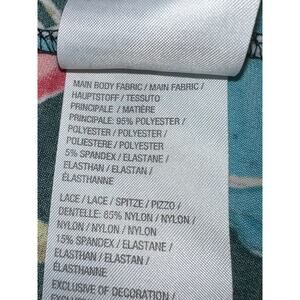 MAIN BODY FABRIC / MAIN FABRIC /
HAUPTSTOFF / TESSUTO
PRINCIPALE / MATIÈRE
PRINCIPALE: 95% POLYESTER /
POLYESTER / POLYESTER /
POLIESTERE / POLYESTER
5% SPANDEX / ELASTANE /
ELASTHAN / ELASTAN /
ÉLASTHANNE
LACE / LACE / SPITZE / PIZZO /
DENTELLE: 85% NYLON / NYLON /
NYLON / NYLON / NYLON
15% SPANDEX / ELASTANE /
ELASTHAN / ELASTAN /
ÉLASTHANNE
EXCLUSIVE OF DECORATION /